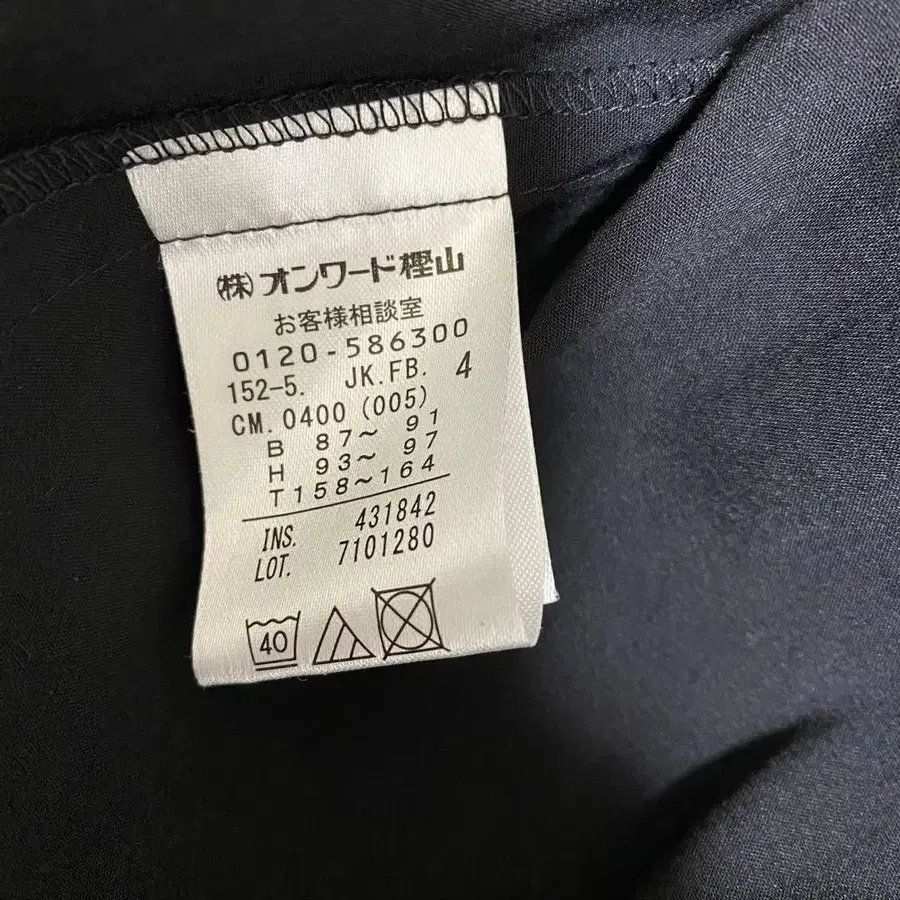 ㈱オンワード樫山
お客様相談室
0120-586300
152-5. JK.FB. 4
CM.0400 (005)
B 87～ 91
H 93～ 97
T158～164
INS. 431842
LOT. 7101280
40